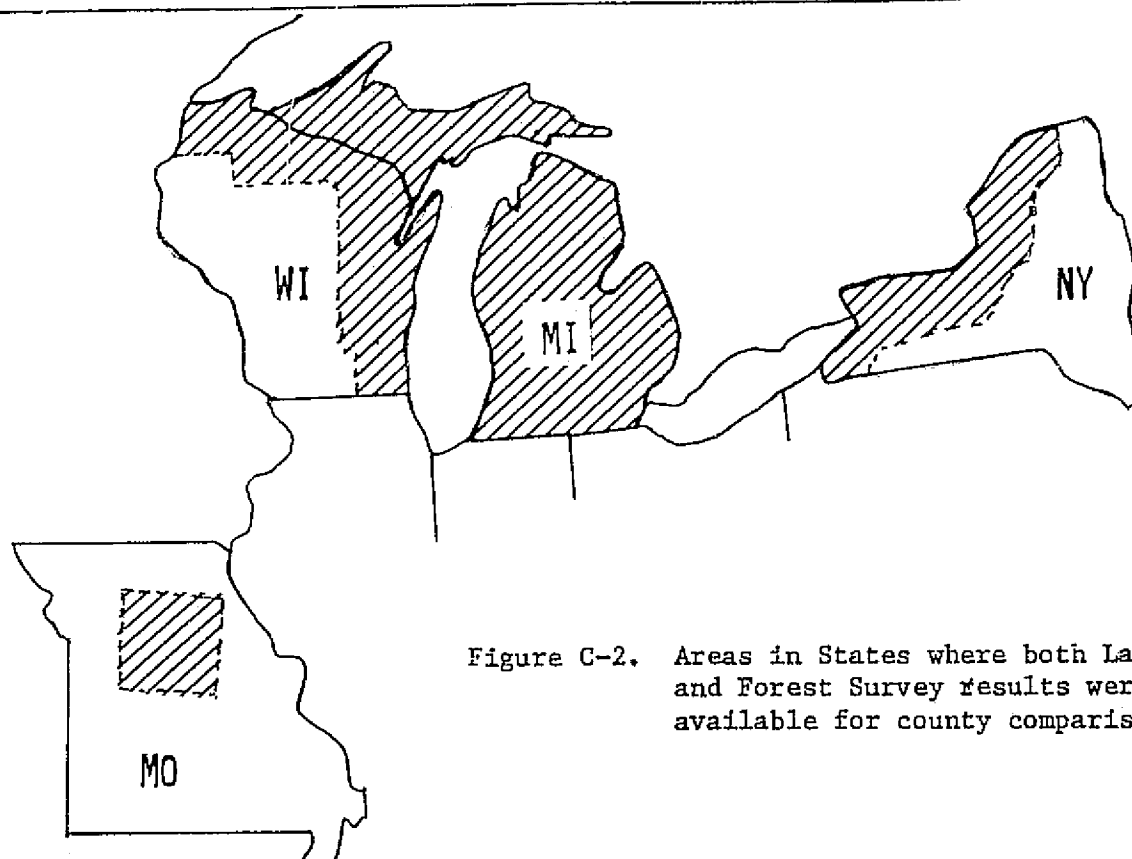 WI
MI
NY
MO
Figure C-2. Areas in States where both La
and Forest Survey results wer
available for county comparis